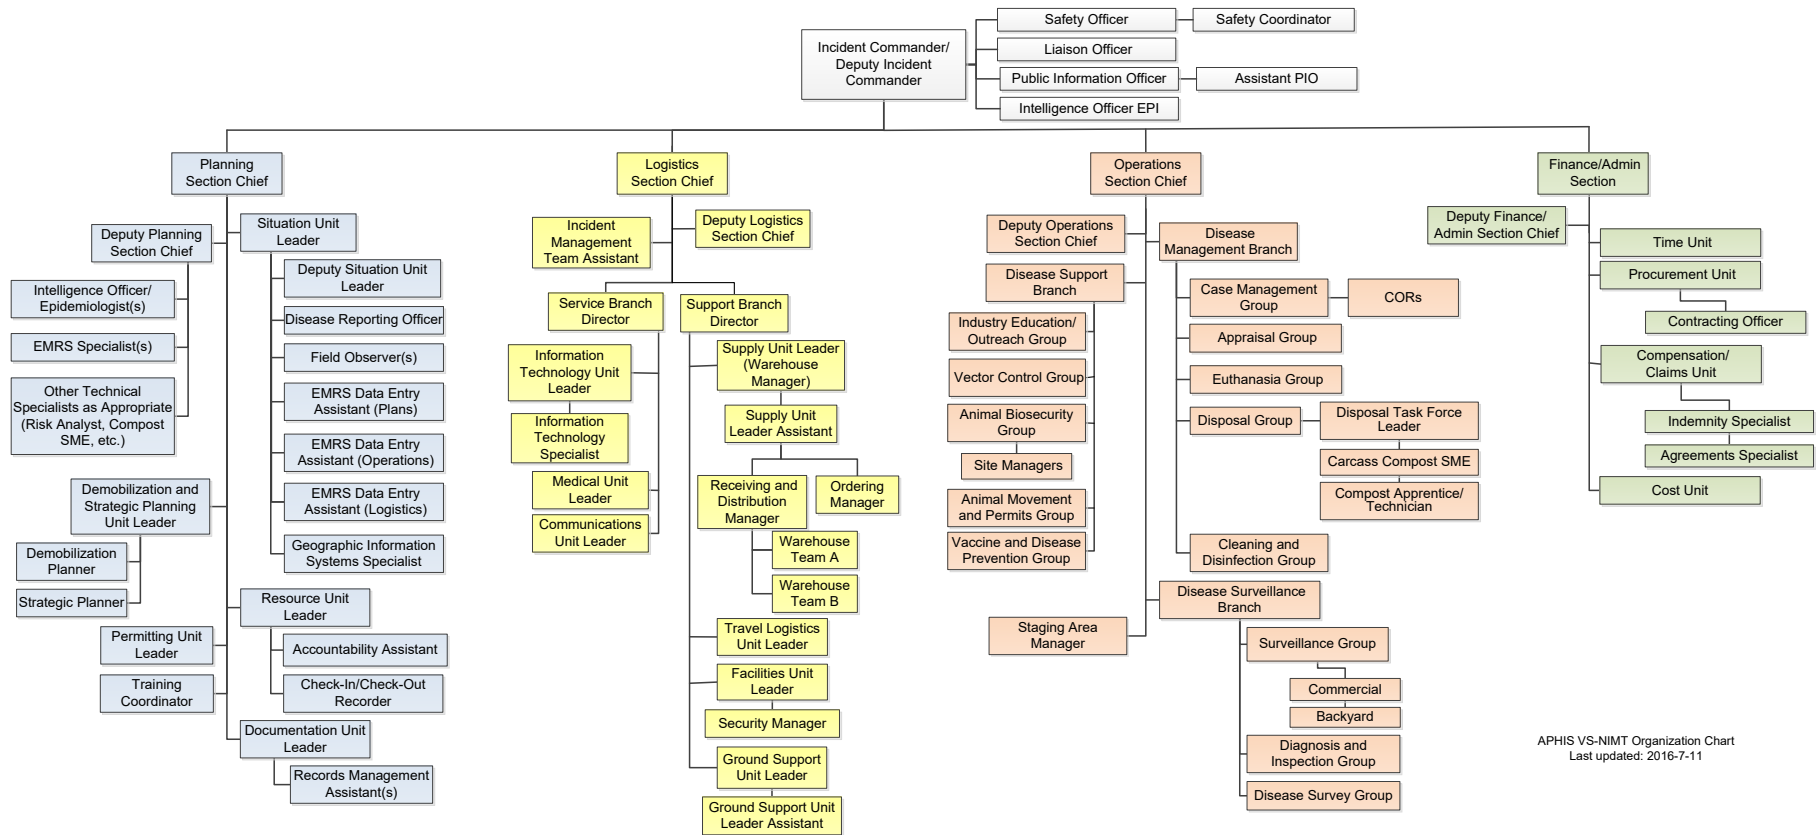 Incident Commander/
Deputy Incident
Commander
Safety Officer
Safety Coordinator
Liaison Officer
Public Information Officer
Assistant PIO
Intelligence Officer EPI
Planning
Section Chief
Deputy Planning
Section Chief
Intelligence Officer/
Epidemiologist(s)
EMRS Specialist(s)
Other Technical
Specialists as Appropriate
(Risk Analyst, Compost
SME, etc.)
Demobilization and
Strategic Planning
Unit Leader
Demobilization
Planner
Strategic Planner
Permitting Unit
Leader
Training
Coordinator
Situation Unit
Leader
Deputy Situation Unit
Leader
Disease Reporting Officer
Field Observer(s)
EMRS Data Entry
Assistant (Plans)
EMRS Data Entry
Assistant (Operations)
EMRS Data Entry
Assistant (Logistics)
Geographic Information
Systems Specialist
Resource Unit
Leader
Accountability Assistant
Check-In/Check-Out
Recorder
Documentation Unit
Leader
Records Management
Assistant(s)
Logistics
Section Chief
Incident
Management
Team Assistant
Deputy Logistics
Section Chief
Service Branch
Director
Information
Technology Unit
Leader
Information
Technology
Specialist
Medical Unit
Leader
Communications
Unit Leader
Support Branch
Director
Supply Unit Leader
(Warehouse
Manager)
Supply Unit
Leader Assistant
Receiving and
Distribution
Manager
Ordering
Manager
Warehouse
Team A
Warehouse
Team B
Travel Logistics
Unit Leader
Facilities Unit
Leader
Security Manager
Ground Support
Unit Leader
Ground Support Unit
Leader Assistant
Operations
Section Chief
Deputy Operations
Section Chief
Disease Support
Branch
Industry Education/
Outreach Group
Vector Control Group
Animal Biosecurity
Group
Site Managers
Animal Movement
and Permits Group
Vaccine and Disease
Prevention Group
Staging Area
Manager
Disease
Management Branch
Case Management
Group
CORs
Appraisal Group
Euthanasia Group
Disposal Group
Disposal Task Force
Leader
Carcass Compost SME
Compost Apprentice/
Technician
Cleaning and
Disinfection Group
Disease Surveillance
Branch
Surveillance Group
Commercial
Backyard
Diagnosis and
Inspection Group
Disease Survey Group
Finance/Admin
Section
Deputy Finance/
Admin Section Chief
Time Unit
Procurement Unit
Contracting Officer
Compensation/
Claims Unit
Indemnity Specialist
Agreements Specialist
Cost Unit
APHIS VS-NIMT Organization Chart
Last updated: 2016-7-11